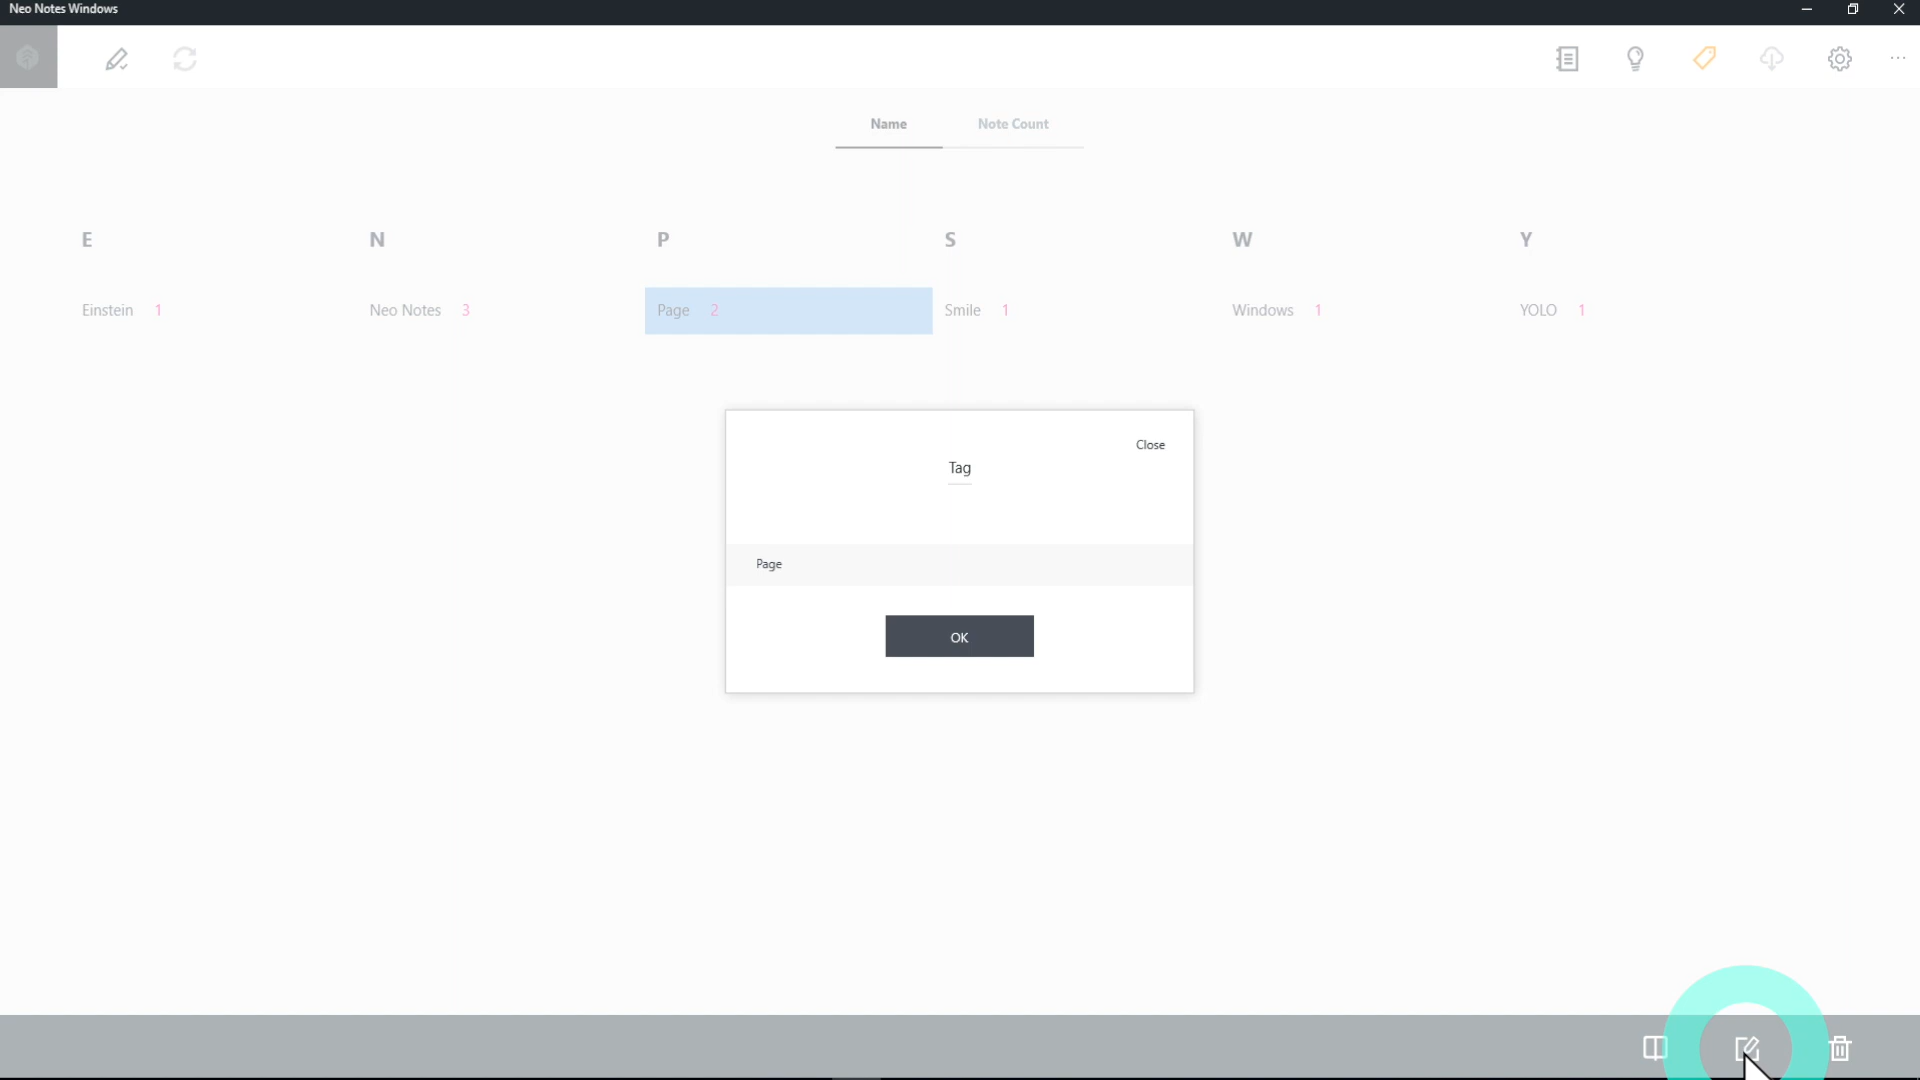 Neo Notes Windows
Name Note Count
E N P S W Y
Einstein 1 Neo Notes 3 Page 2 Smile 1 Windows 1 YOLO 1
Close
Tag
Page
OK